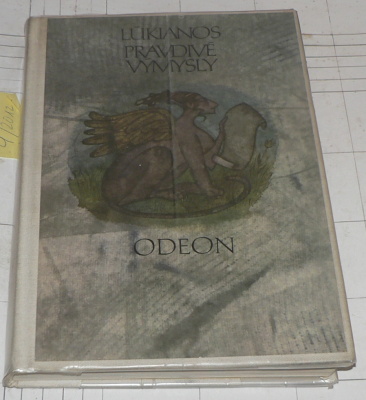 LÚKIANOS
PRAVDIVÉ
VÝMYSLY
ODEON